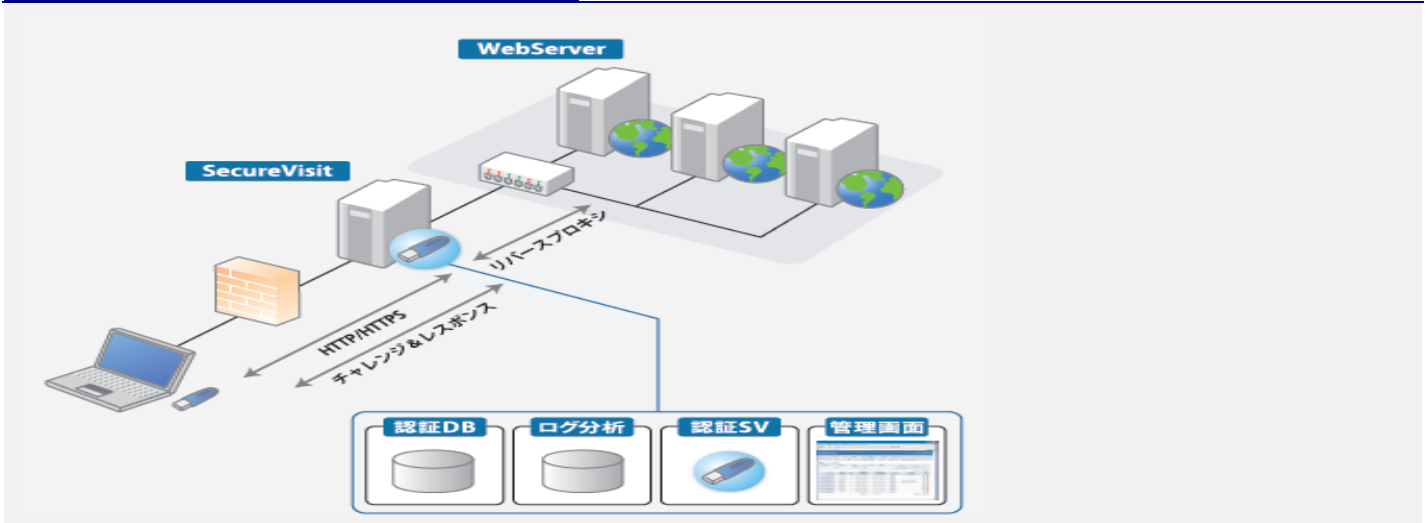 WebServer
SecureVisit
リバースプロキシ
HTTP/HTTPS
チャレンジ&レスポンス
認証DB
ログ分析
認証SV
管理画面